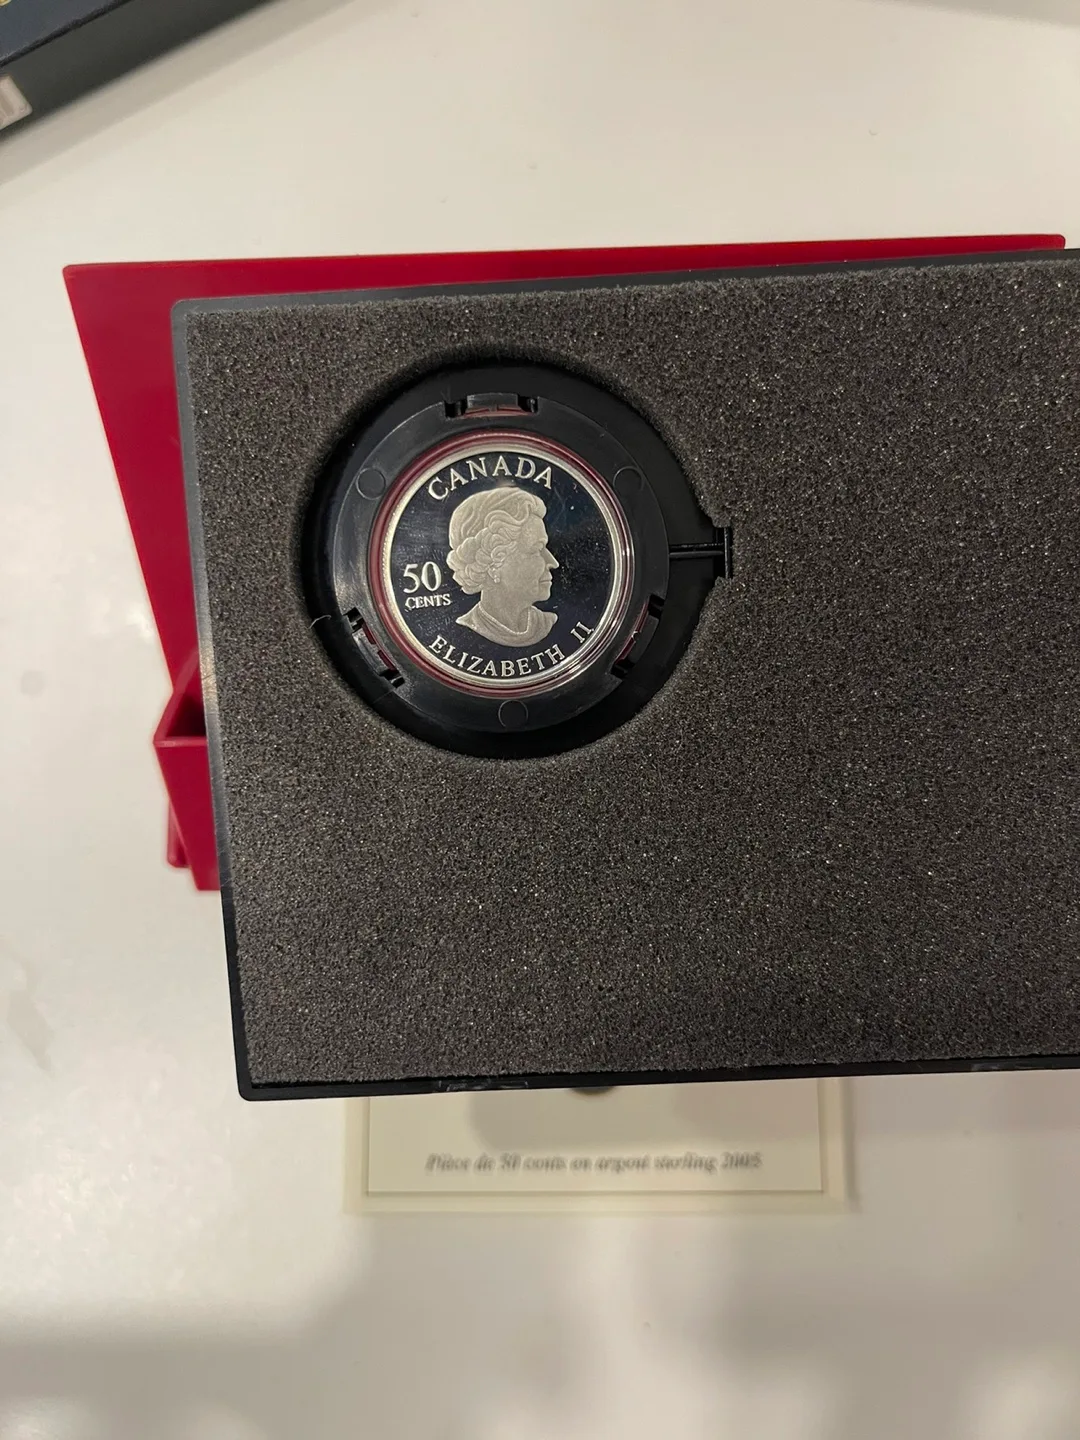 CANADA
50
CENTS
ELIZABETH II
Pièce de 50 cents en argent sterling 2005